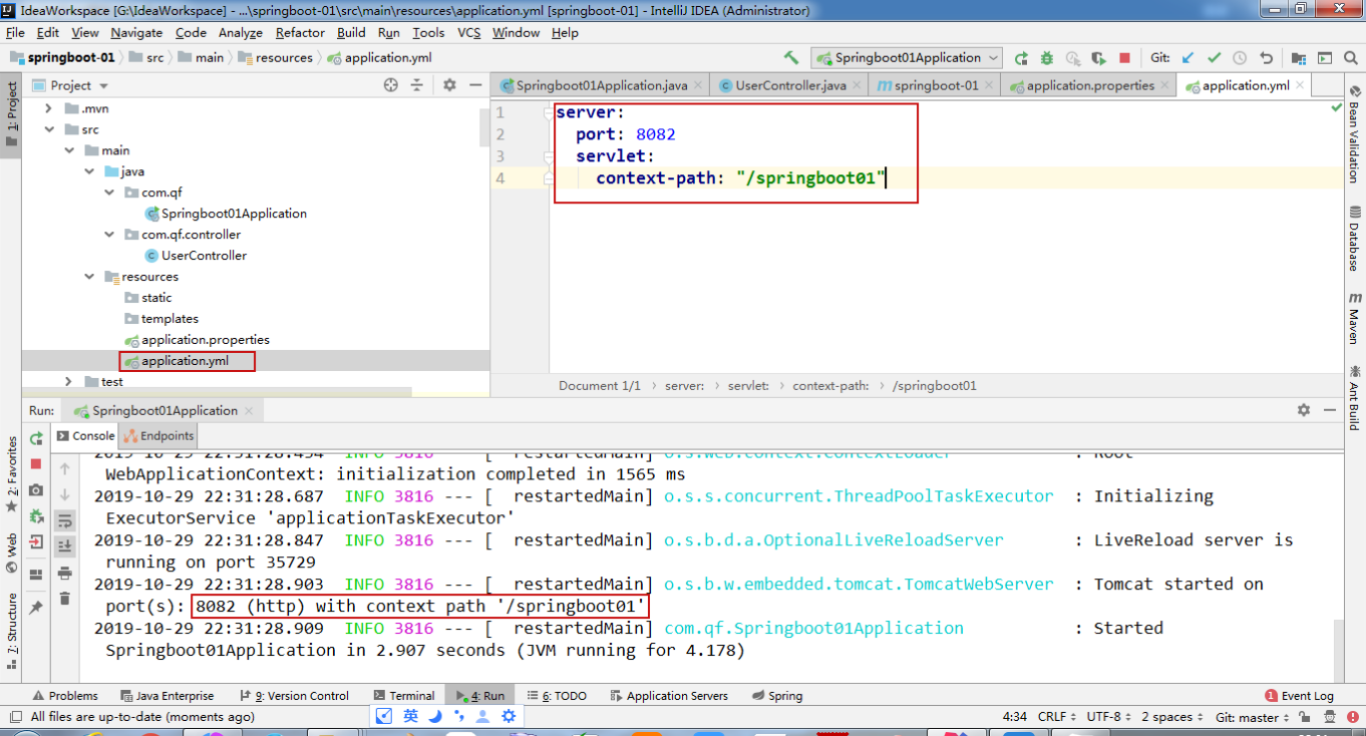 IdeaWorkspace [G:\IdeaWorkspace] - ...\springboot-01\src\main\resources\application.yml [springboot-01] - IntelliJ IDEA (Administrator)
File Edit View Navigate Code Analyze Refactor Build Run Tools VCS Window Help
springboot-01 src main resources application.yml Springboot01Application Git:
1: Project
Project
.mvn
src
main
java
com.qf
Springboot01Application
com.qf.controller
UserController
resources
static
templates
application.properties
application.yml
test
Springboot01Application.java UserController.java springboot-01 application.properties application.yml
1 server:
2 port: 8082
3 servlet:
4 context-path: "/springboot01"
Document 1/1 server: servlet: context-path: /springboot01
Bean Validation
Database
Maven
Ant Build
Run: Springboot01Application
Console Endpoints
2: Favorites
Web
7: Structure
INFO 3816 --- [ restartedMain] o.s.web.context.ContextLoader : Root
WebApplicationContext: initialization completed in 1565 ms
2019-10-29 22:31:28.687 INFO 3816 --- [ restartedMain] o.s.s.concurrent.ThreadPoolTaskExecutor : Initializing
ExecutorService 'applicationTaskExecutor'
2019-10-29 22:31:28.847 INFO 3816 --- [ restartedMain] o.s.b.d.a.OptionalLiveReloadServer : LiveReload server is
running on port 35729
2019-10-29 22:31:28.903 INFO 3816 --- [ restartedMain] o.s.b.w.embedded.tomcat.TomcatWebServer : Tomcat started on
port(s): 8082 (http) with context path '/springboot01'
2019-10-29 22:31:28.909 INFO 3816 --- [ restartedMain] com.qf.Springboot01Application : Started
Springboot01Application in 2.907 seconds (JVM running for 4.178)
Problems Java Enterprise 9: Version Control Terminal 4: Run 6: TODO Application Servers Spring 1 Event Log
All files are up-to-date (moments ago) 英 4:34 CRLF UTF-8 2 spaces Git: master